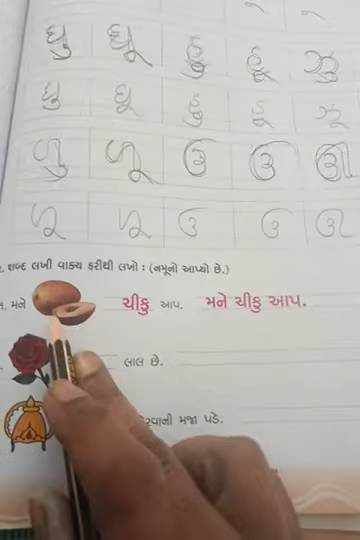 ઘુ ઘૂ હુ હૂ ઝુ
ઘુ ઘૂ હુ હૂ ઝૂ
ળુ ળૂ ઉ ઉ ઊ
ળૂ ળૂ ઉ ઉ ઊ
શબ્દ લખી વાક્ય ફરીથી લખો : (નમૂનો આપ્યો છે.)
૧. મને ચીકુ આપ. મને ચીકુ આપ.
લાલ છે.
મજા પડે.